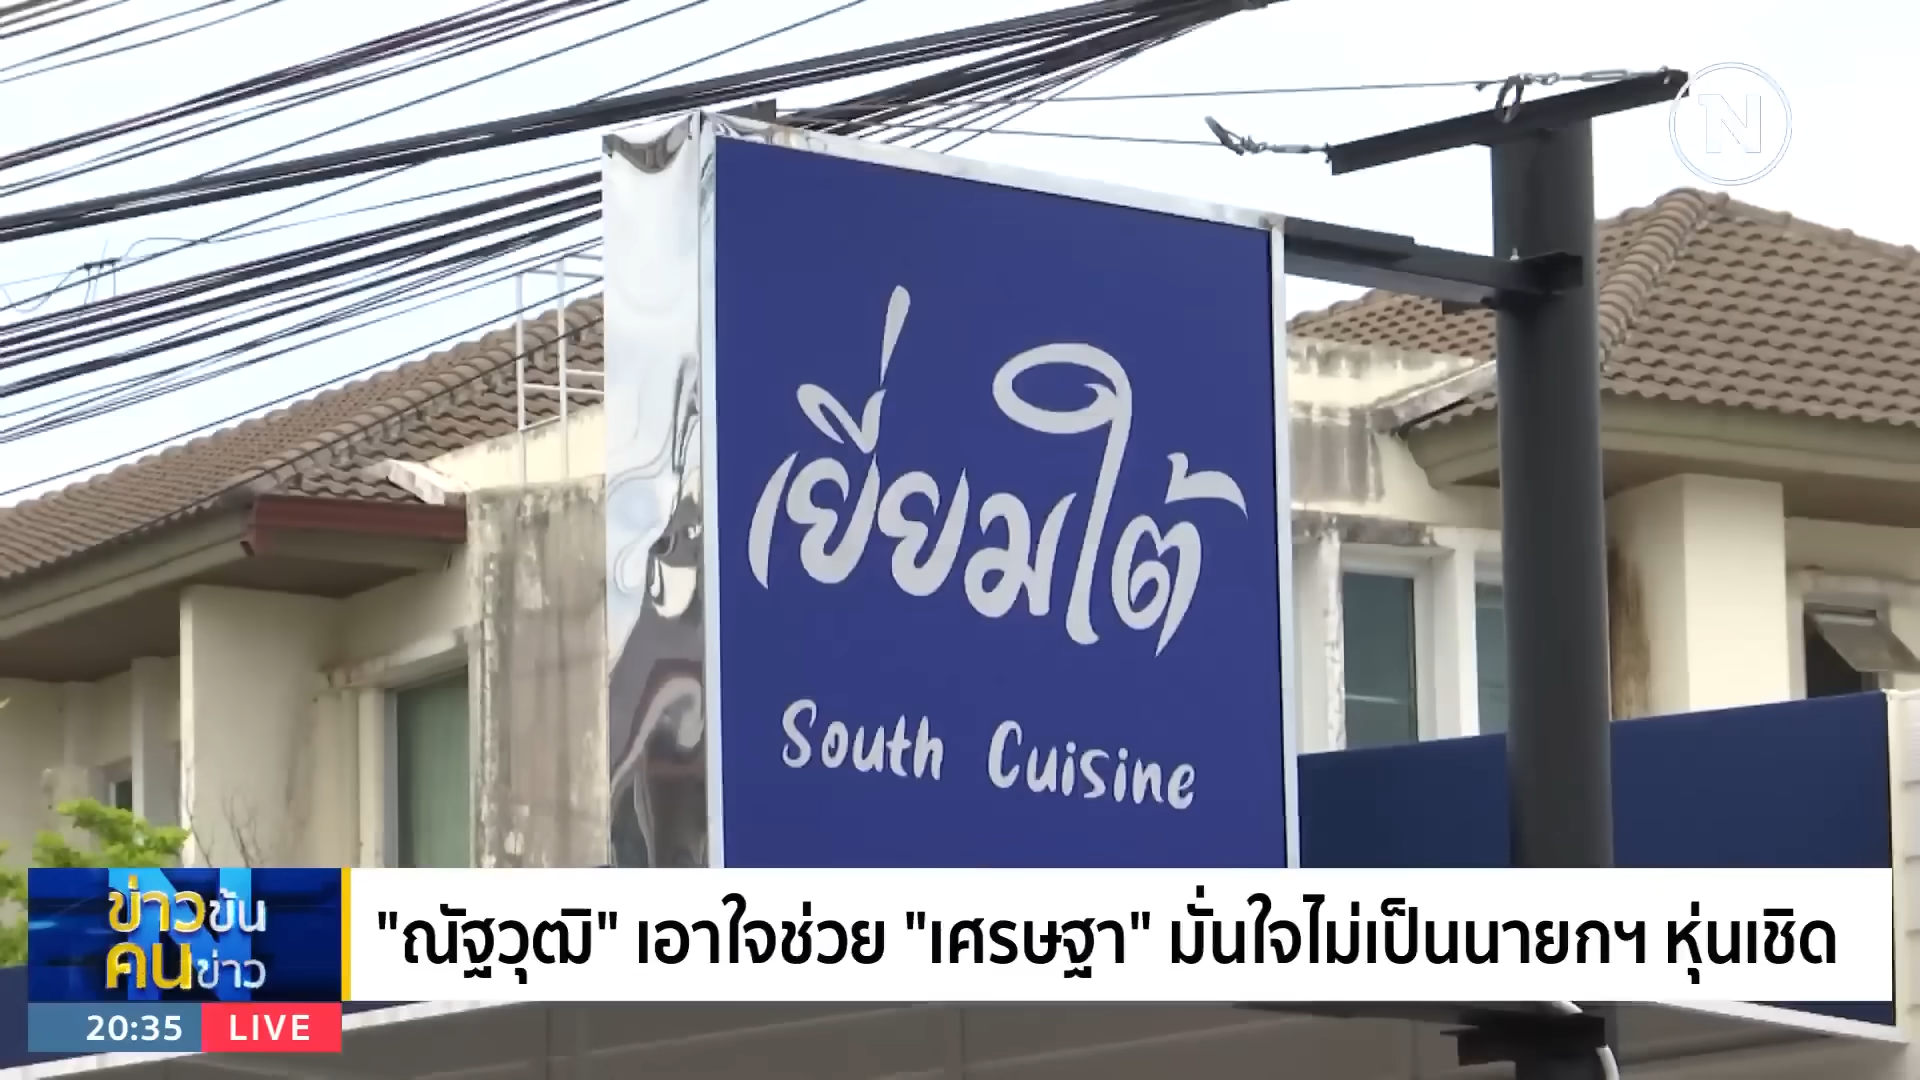 N
เยี่ยมใต้
South Cuisine
ข่าวข้น
คนข่าว
"ณัฐวุฒิ" เอาใจช่วย "เศรษฐา" มั่นใจไม่เป็นนายกฯ หุ่นเชิด
20:35 LIVE